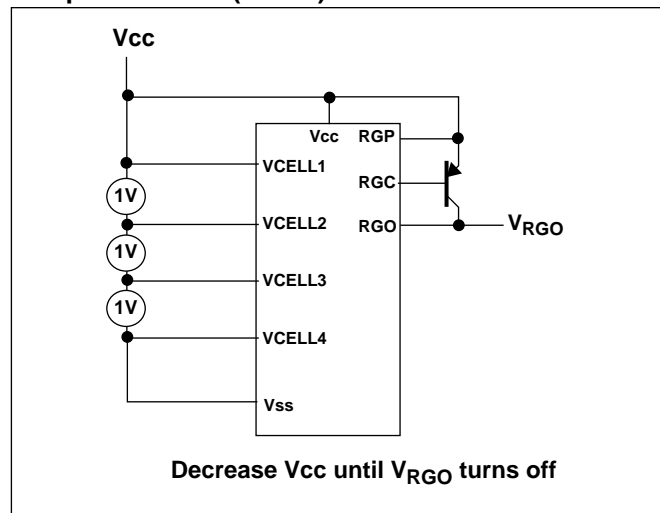 Vcc
Vcc
RGP
VCELL1
RGC
1V
VCELL2
RGO
VRGO
1V
VCELL3
1V
VCELL4
Vss
Decrease Vcc until VRGO turns off